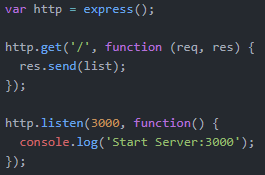 var http = express();
http.get('/', function (req, res) {
  res.send(list);
});
http.listen(3000, function() {
  console.log('Start Server:3000');
});